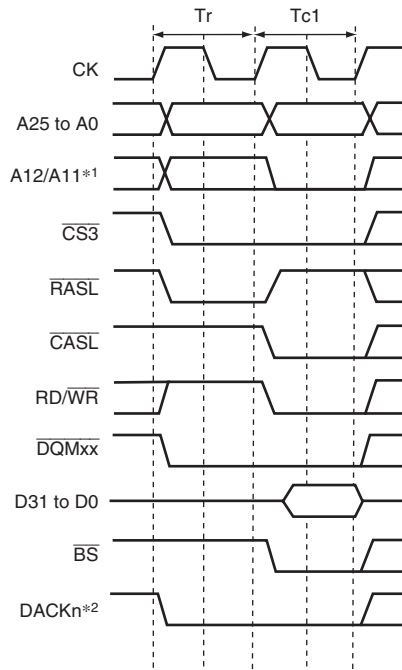 Tr Tc1
CK
A25 to A0
A12/A11*1
CS3
RASL
CASL
RD/WR
DQMxx
D31 to D0
BS
DACKn*2